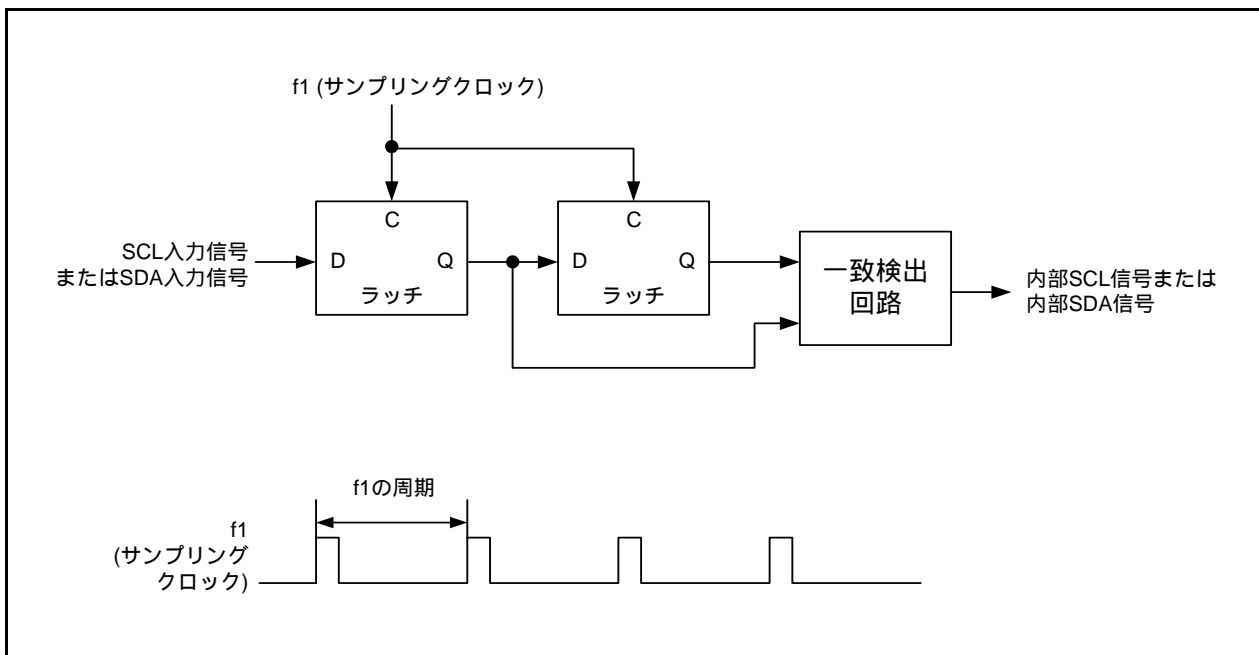 f1 (サンプリングクロック)
SCL入力信号
またはSDA入力信号
C
D
Q
ラッチ
C
D
Q
ラッチ
一致検出
回路
内部SCL信号または
内部SDA信号
f1の周期
f1
(サンプリング
クロック)